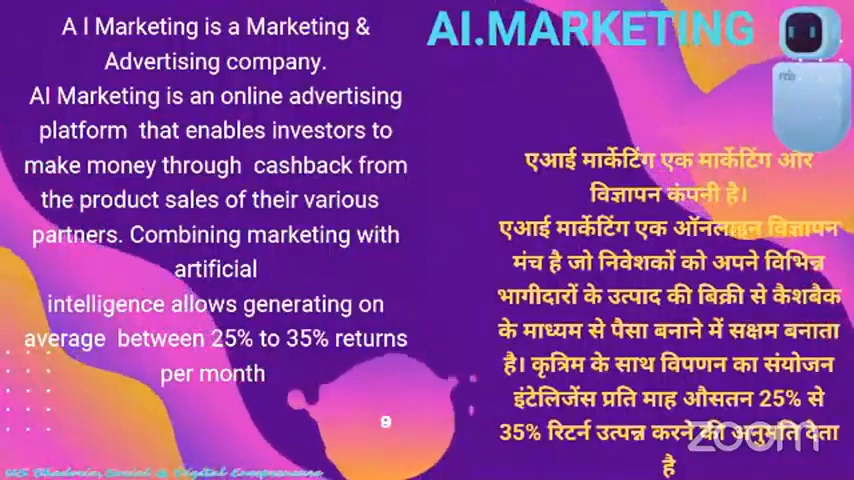 A I Marketing is a Marketing &
Advertising company.
AI Marketing is an online advertising
platform that enables investors to
make money through cashback from
the product sales of their various
partners. Combining marketing with
artificial
intelligence allows generating on
average between 25% to 35% returns
per month
AI.MARKETING
एआई मार्केटिंग एक मार्केटिंग और
विज्ञापन कंपनी है।
एआई मार्केटिंग एक ऑनलाइन विज्ञापन
मंच है जो निवेशकों को अपने विभिन्न
भागीदारों के उत्पाद की बिक्री से कैशबैक
के माध्यम से पैसा बनाने में सक्षम बनाता
है। कृत्रिम के साथ विपणन का संयोजन
इंटेलिजेंस प्रति माह औसतन 25% से
35% रिटर्न उत्पन्न करने की अनुमति देता
है
9
zoom
Social & Digital